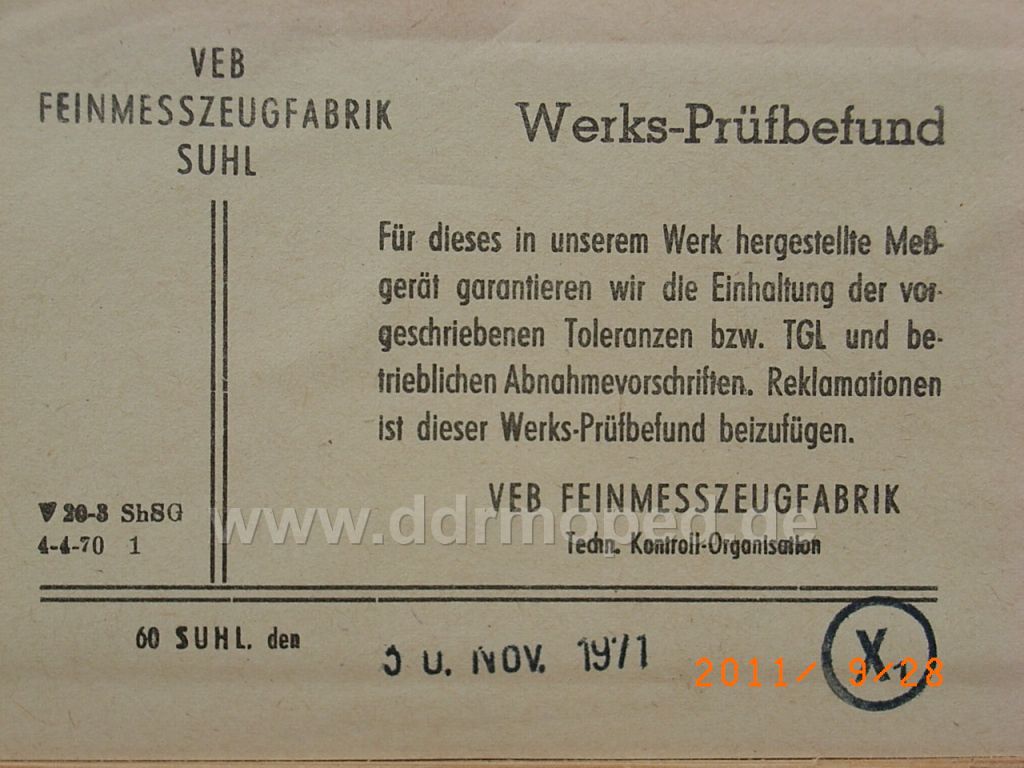 VEB
FEINMESSZEUGFABRIK
SUHL
Werks-Prüfbefund
Für dieses in unserem Werk hergestellte Meß-
gerät garantieren wir die Einhaltung der vor-
geschriebenen Toleranzen bzw. TGL und be-
trieblichen Abnahmevorschriften. Reklamationen
ist dieser Werks-Prüfbefund beizufügen.
VEB FEINMESSZEUGFABRIK
Techn. Kontroll-Organisation
20-3 ShSG
4-4-70 1
www.ddrmoped.de
60 SUHL, den
30. NOV. 1971
X
2011/ 9/28